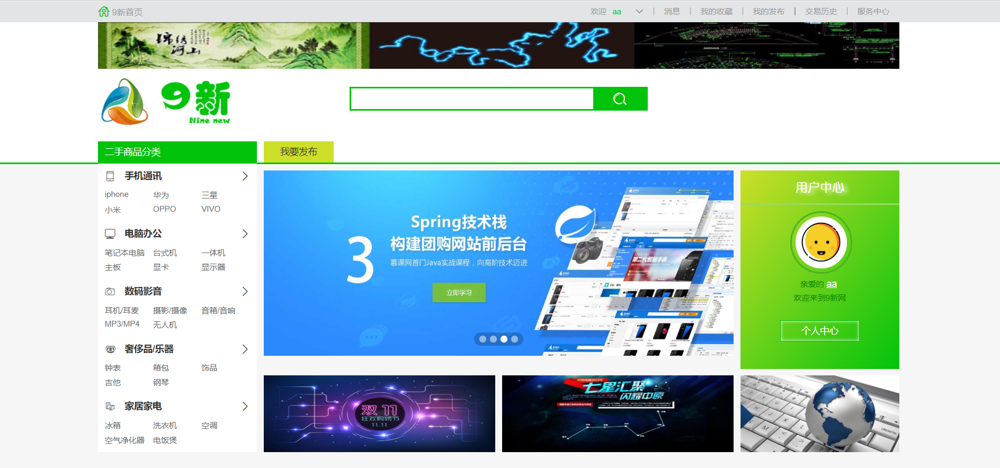 9新首页
欢迎 aa
消息
我的收藏
我的发布
交易历史
服务中心
锦绣
河山
9新
Nine new
二手商品分类
我要发布
手机通讯
iphone 华为 三星
小米 OPPO VIVO
电脑办公
笔记本电脑 台式机 一体机
主板 显卡 显示器
数码影音
耳机/耳麦 摄影/摄像 音箱/音响
MP3/MP4 无人机
奢侈品/乐器
钟表 箱包 饰品
吉他 钢琴
家居家电
冰箱 洗衣机 空调
空气净化器 电饭煲
3
Spring技术栈
构建团购网站前后台
慕课网首门Java实战课程，向高阶技术迈进
立即学习
第二代智能手表
用户中心
亲爱的 aa
欢迎来到9新网
个人中心
双 11
狂欢购物节
11.11
七星汇聚
闪耀中原
delete